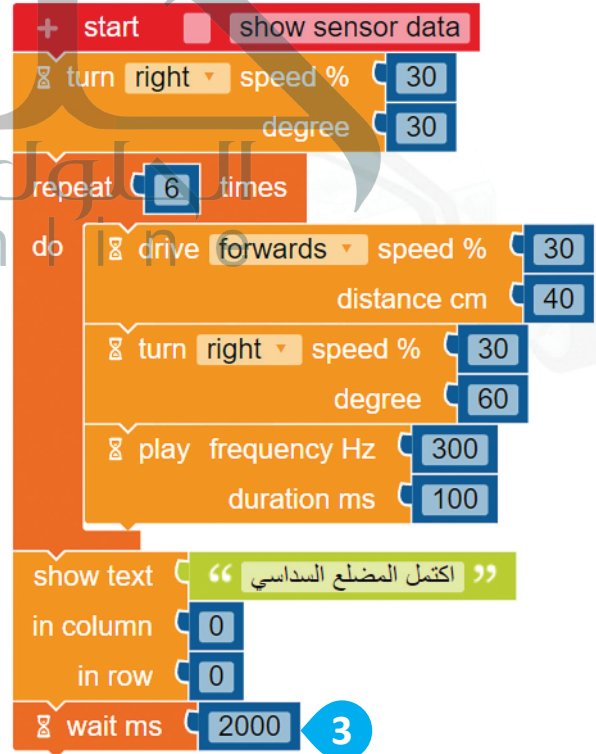 + start show sensor data
turn right speed % 30
degree 30
repeat 6 times
do drive forwards speed % 30
distance cm 40
turn right speed % 30
degree 60
play frequency Hz 300
duration ms 100
show text “ اكتمل المضلع السداسي ”
in column 0
in row 0
wait ms 2000 3